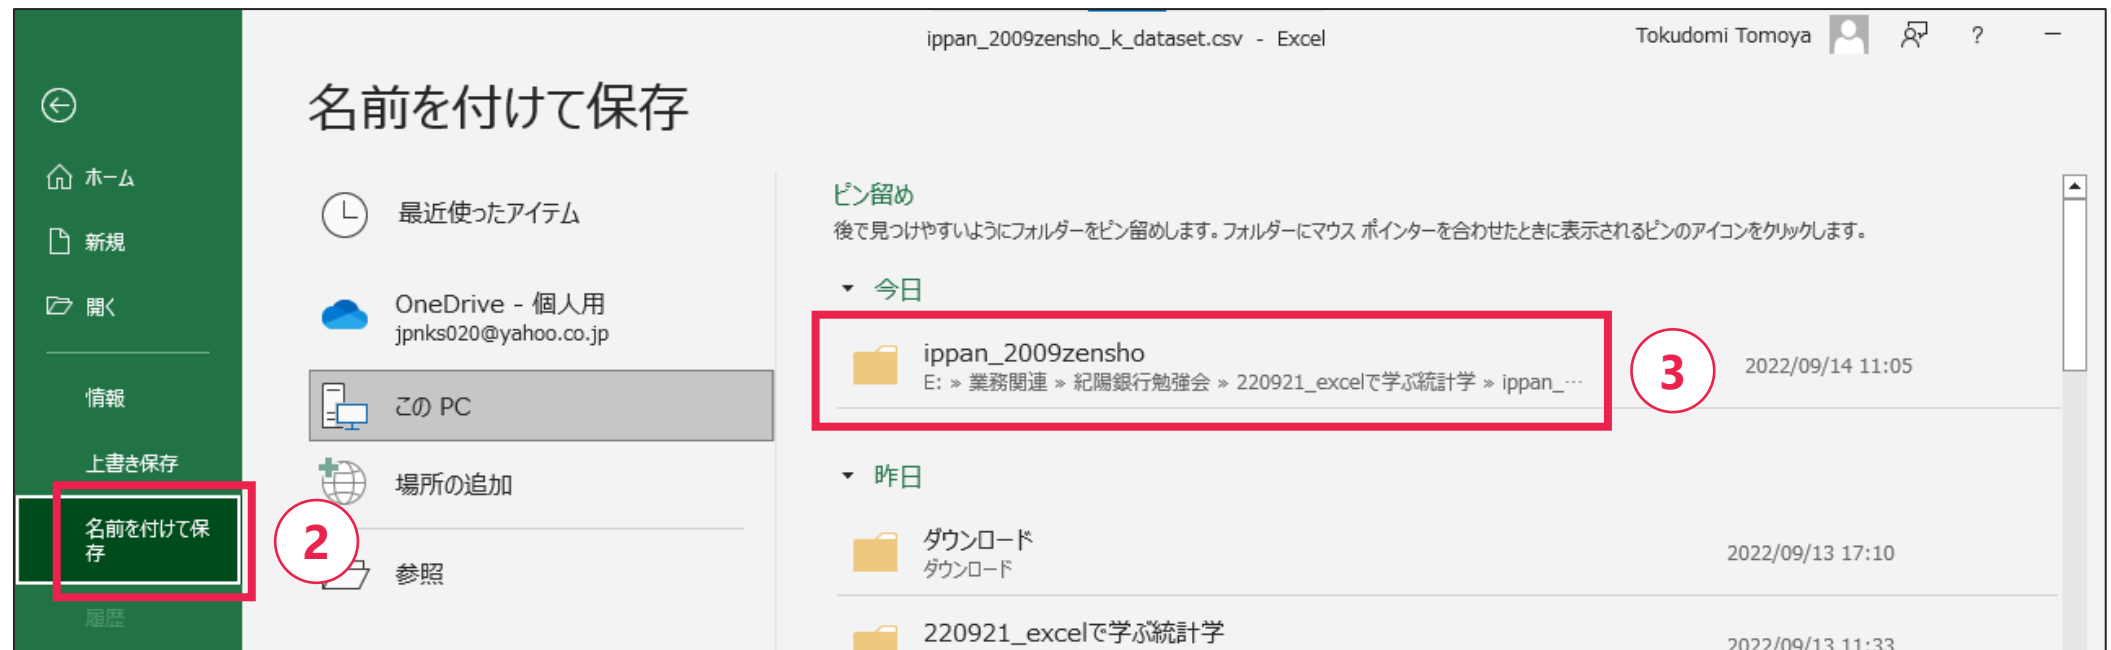 ippan_2009zensho_k_dataset.csv - Excel
Tokudomi Tomoya
?
名前を付けて保存
ホーム
新規
開く
情報
上書き保存
名前を付けて保
存
履歴
2
最近使ったアイテム
OneDrive - 個人用
jpnks020@yahoo.co.jp
この PC
場所の追加
参照
ピン留め
後で見つけやすいようにフォルダーをピン留めします。フォルダーにマウス ポインターを合わせたときに表示されるピンのアイコンをクリックします。
今日
ippan_2009zensho
E: » 業務関連 » 紀陽銀行勉強会 » 220921_excelで学ぶ統計学 » ippan_…
3
2022/09/14 11:05
昨日
ダウンロード
ダウンロード
2022/09/13 17:10
220921_excelで学ぶ統計学
2022/09/13 11:33